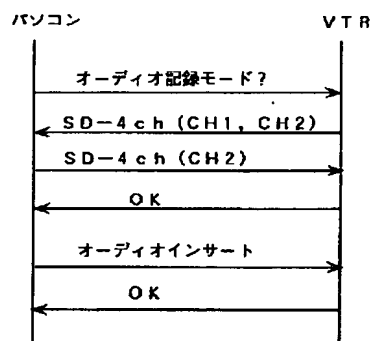 パソコン VTR
オーディオ記録モード?
SD-4ch (CH1, CH2)
SD-4ch (CH2)
OK
オーディオインサート
OK